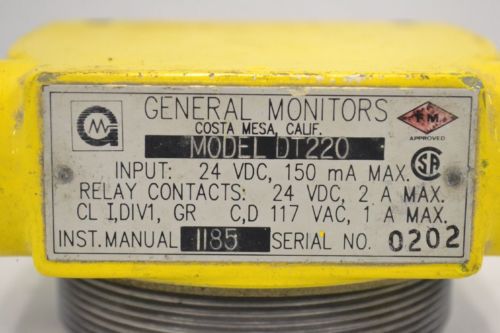 GENERAL MONITORS
COSTA MESA, CALIF.
MODEL DT220
FM
APPROVED
INPUT: 24 VDC, 150 mA MAX.
SA
RELAY CONTACTS: 24 VDC, 2 A MAX.
CL I,DIV1, GR C,D 117 VAC, 1 A MAX.
INST. MANUAL 1185 SERIAL NO. 0202